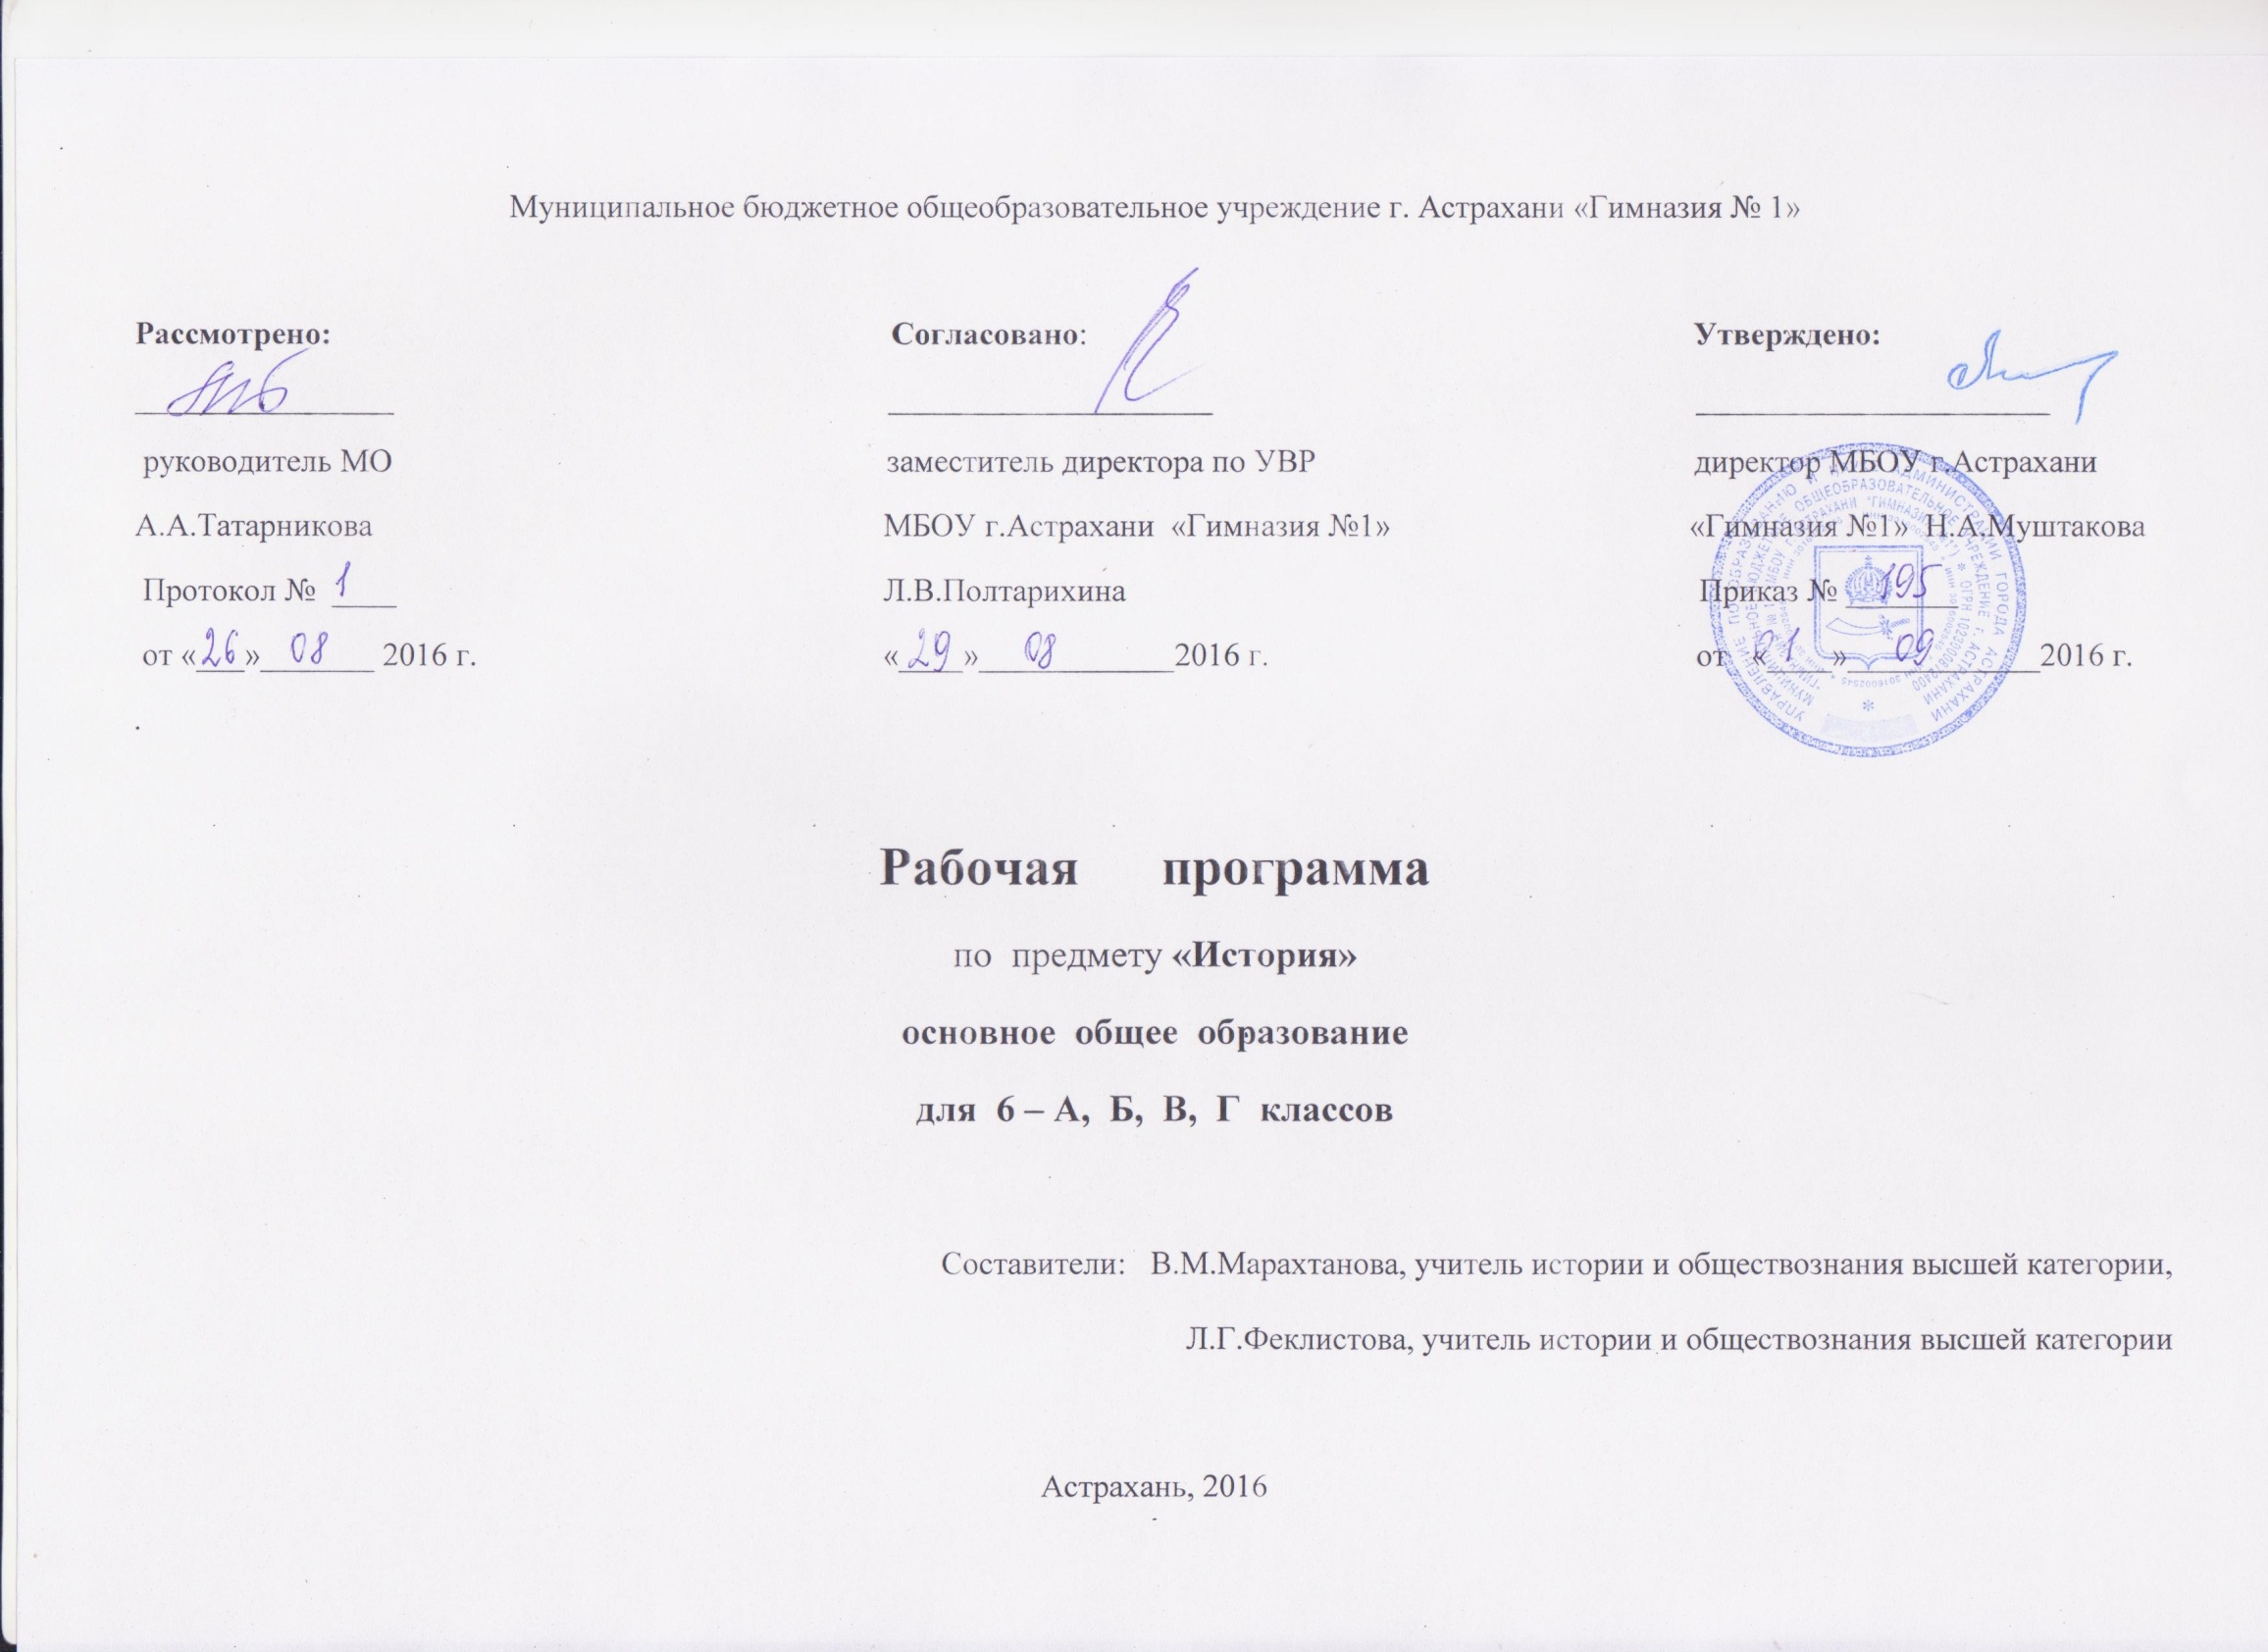 Муниципальное бюджетное общеобразовательное учреждение г. Астрахани «Гимназия № 1»
Рассмотрено:
руководитель МО
А.А.Татарникова
Протокол № 1
от «26» 08 2016 г.
Согласовано:
заместитель директора по УВР
МБОУ г.Астрахани «Гимназия №1»
Л.В.Полтарихина
«29» 08 2016 г.
Утверждено:
директор МБОУ г.Астрахани
«Гимназия №1» Н.А.Муштакова
Приказ № 195
от «01» 09 2016 г.
Рабочая программа
по предмету «История»
основное общее образование
для 6 – А, Б, В, Г классов
Составители: В.М.Марахтанова, учитель истории и обществознания высшей категории,
Л.Г.Феклистова, учитель истории и обществознания высшей категории
Астрахань, 2016